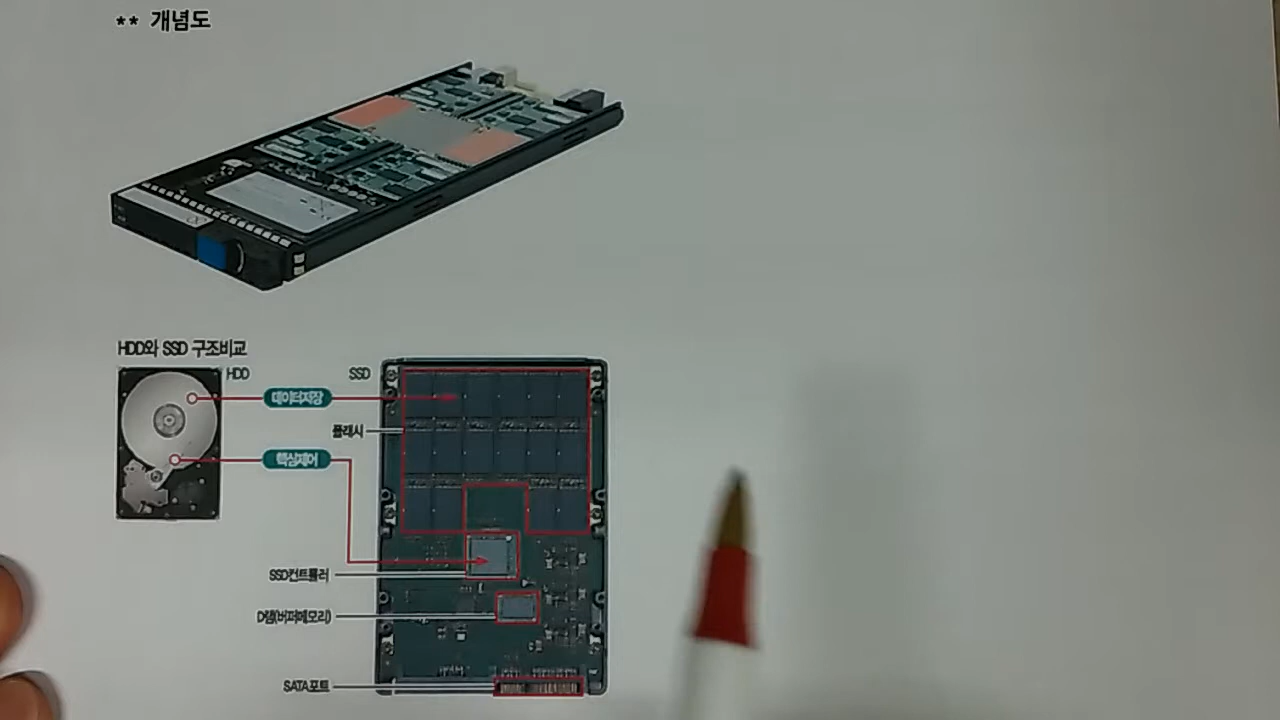 ** 개념도
HDD와 SSD 구조비교
HDD
SSD
데이터저장
플래시
핵심제어
SSD컨트롤러
D램(버퍼메모리)
SATA포트